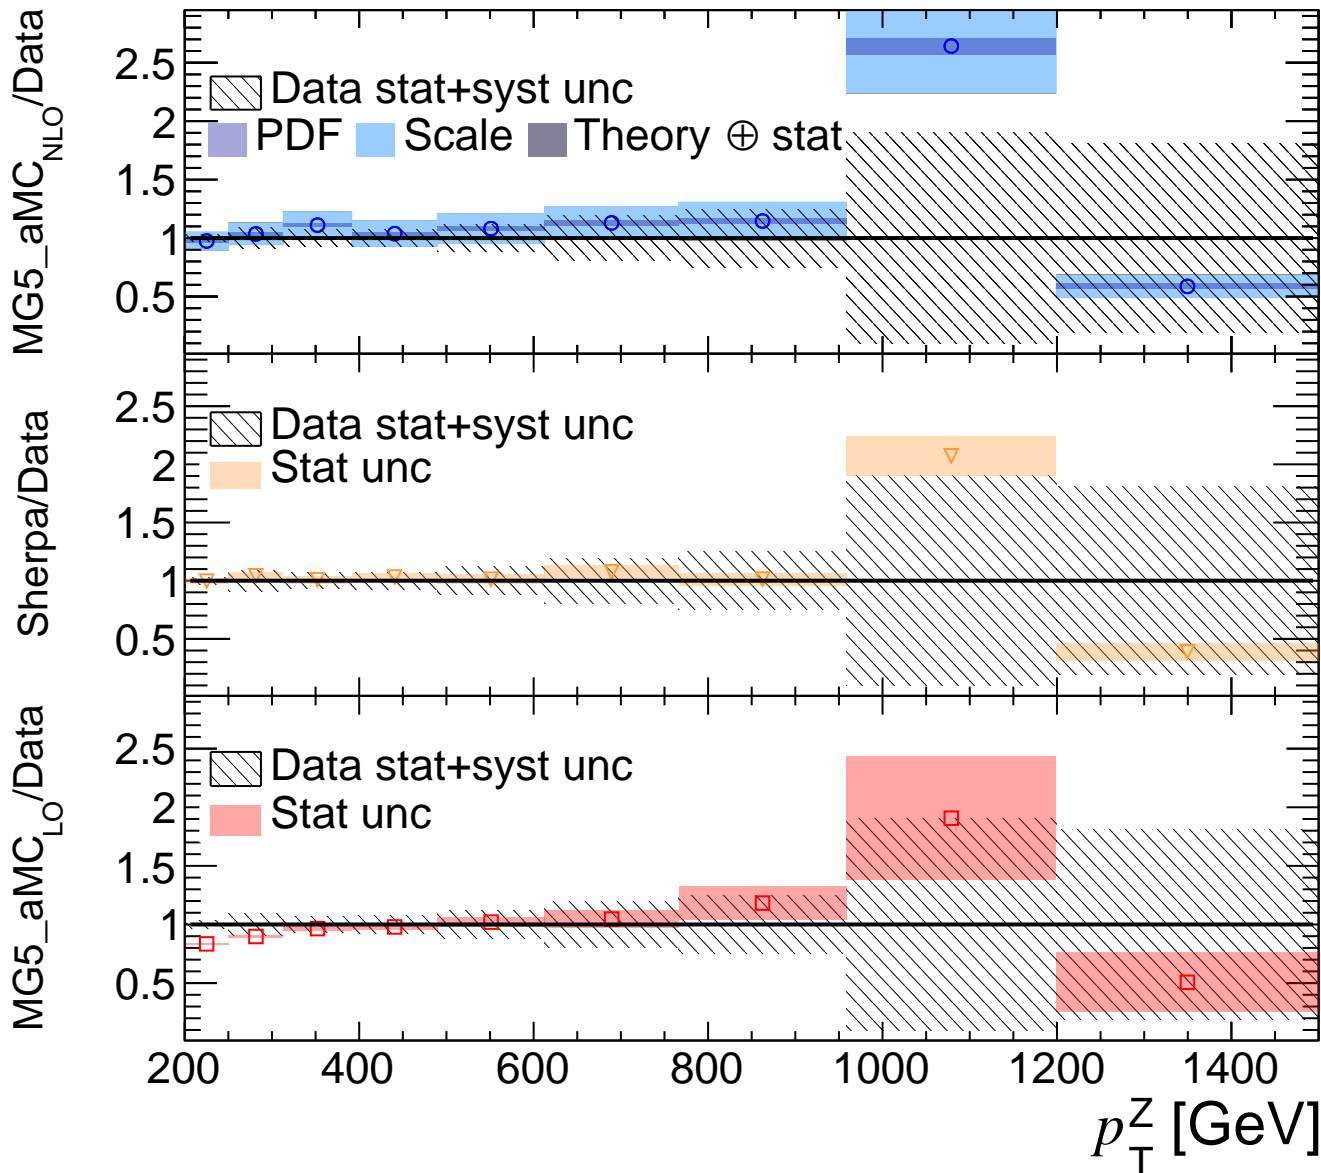 MG5_aMC_NLO/Data
2.5
2
1.5
1
0.5
Data stat+syst unc
PDF Scale Theory ⊕ stat
Sherpa/Data
2.5
2
1.5
1
0.5
Data stat+syst unc
Stat unc
MG5_aMC_LO/Data
2.5
2
1.5
1
0.5
Data stat+syst unc
Stat unc
200 400 600 800 1000 1200 1400
p_T^Z [GeV]